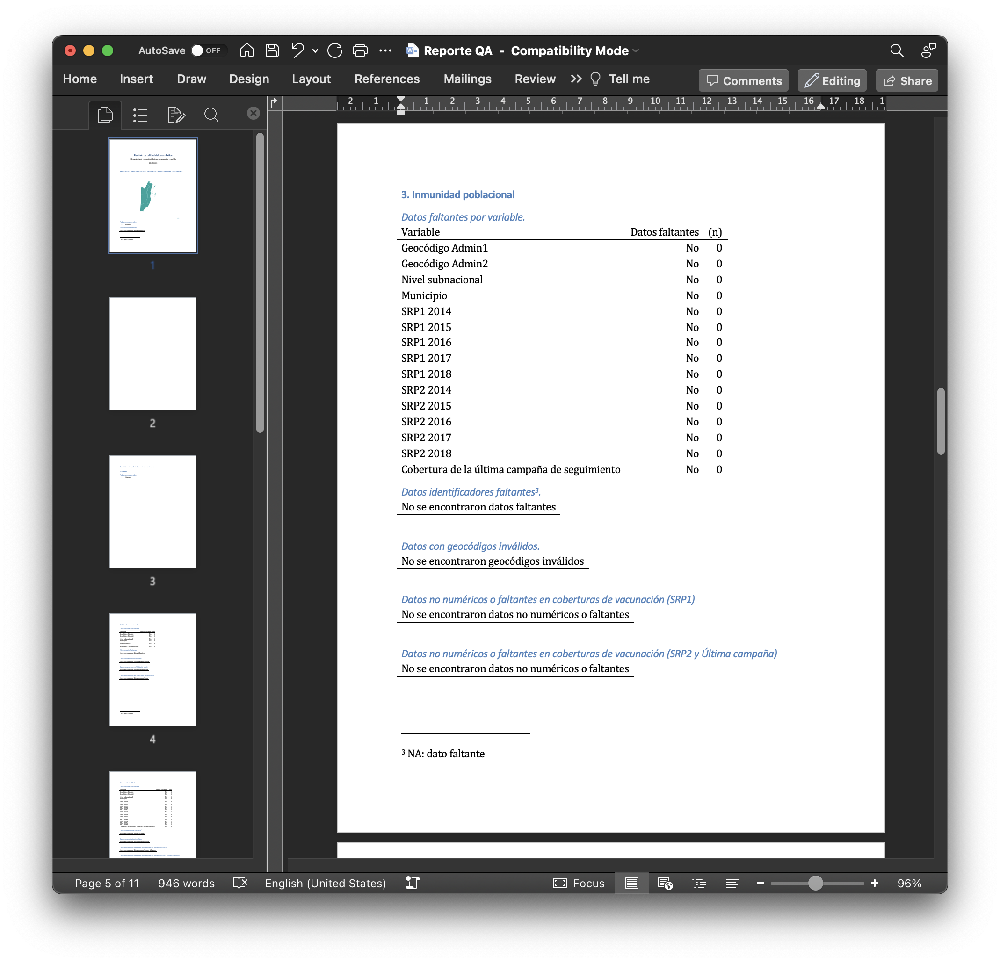 AutoSave OFF Reporte QA - Compatibility Mode
Home Insert Draw Design Layout References Mailings Review Tell me Comments Editing Share
2 1 1 2 3 4 5 6 7 8 9 10 11 12 13 14 15 16 17 18
1
2
3
4
3. Inmunidad poblacional
Datos faltantes por variable.
Variable Datos faltantes (n)
Geocódigo Admin1 No 0
Geocódigo Admin2 No 0
Nivel subnacional No 0
Municipio No 0
SRP1 2014 No 0
SRP1 2015 No 0
SRP1 2016 No 0
SRP1 2017 No 0
SRP1 2018 No 0
SRP2 2014 No 0
SRP2 2015 No 0
SRP2 2016 No 0
SRP2 2017 No 0
SRP2 2018 No 0
Cobertura de la última campaña de seguimiento No 0
Datos identificadores faltantes³.
No se encontraron datos faltantes
Datos con geocódigos inválidos.
No se encontraron geocódigos inválidos
Datos no numéricos o faltantes en coberturas de vacunación (SRP1)
No se encontraron datos no numéricos o faltantes
Datos no numéricos o faltantes en coberturas de vacunación (SRP2 y Última campaña)
No se encontraron datos no numéricos o faltantes
³ NA: dato faltante
Page 5 of 11 946 words English (United States) Focus 96%